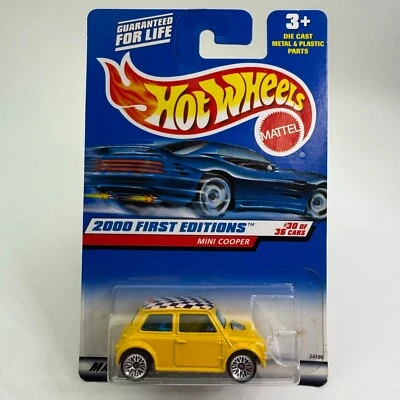 GUARANTEED
FOR LIFE
3+
DIE CAST
METAL & PLASTIC
PARTS
HOT WHEELS
MATTEL
®
2000 FIRST EDITIONS™
#30 OF
36 CARS
MINI COOPER